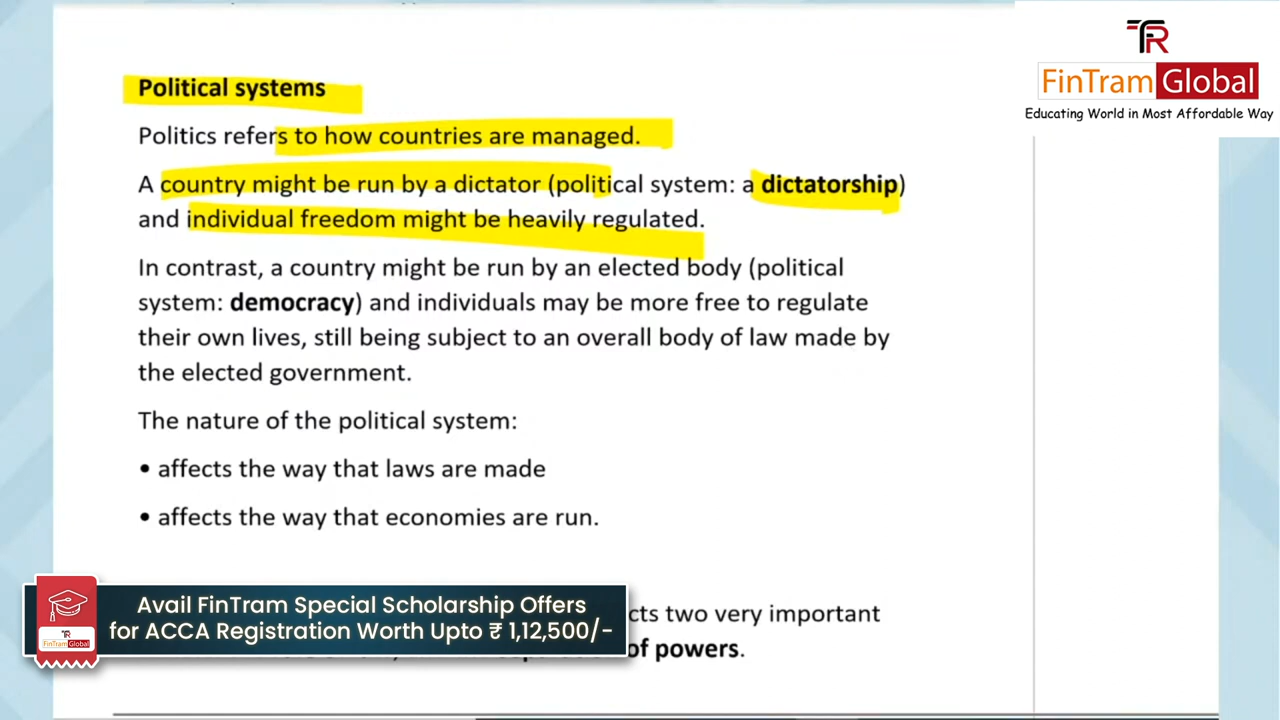 Political systems
Politics refers to how countries are managed.
A country might be run by a dictator (political system: a dictatorship)
and individual freedom might be heavily regulated.
In contrast, a country might be run by an elected body (political
system: democracy) and individuals may be more free to regulate
their own lives, still being subject to an overall body of law made by
the elected government.
The nature of the political system:
• affects the way that laws are made
• affects the way that economies are run.
two very important
of powers.
TR
FinTram Global
Educating World in Most Affordable Way
FinTram Global
Avail FinTram Special Scholarship Offers
for ACCA Registration Worth Upto ₹ 1,12,500/-